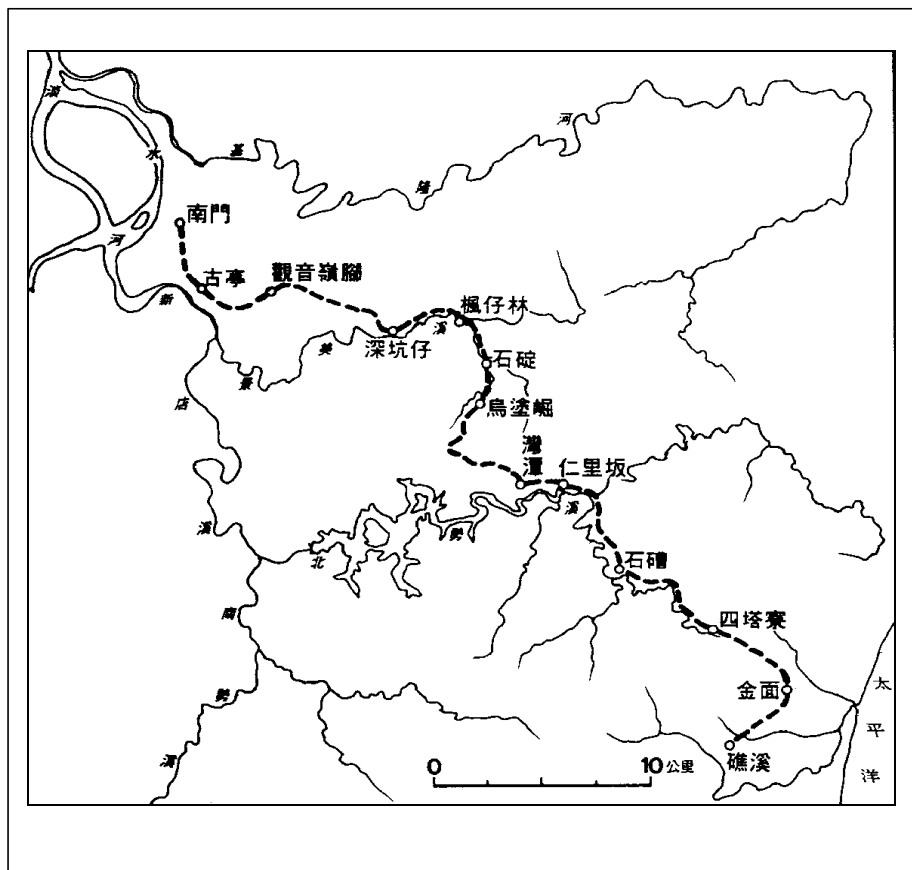 淡水河
基隆河
南門
古亭
觀音嶺腳
新店溪
景美溪
深坑仔
楓仔林
石碇
烏塗崛
灣潭
仁里坂
北勢溪
石𥕢
四塔寮
金面
礁溪
南勢溪
太平洋
0 10公里